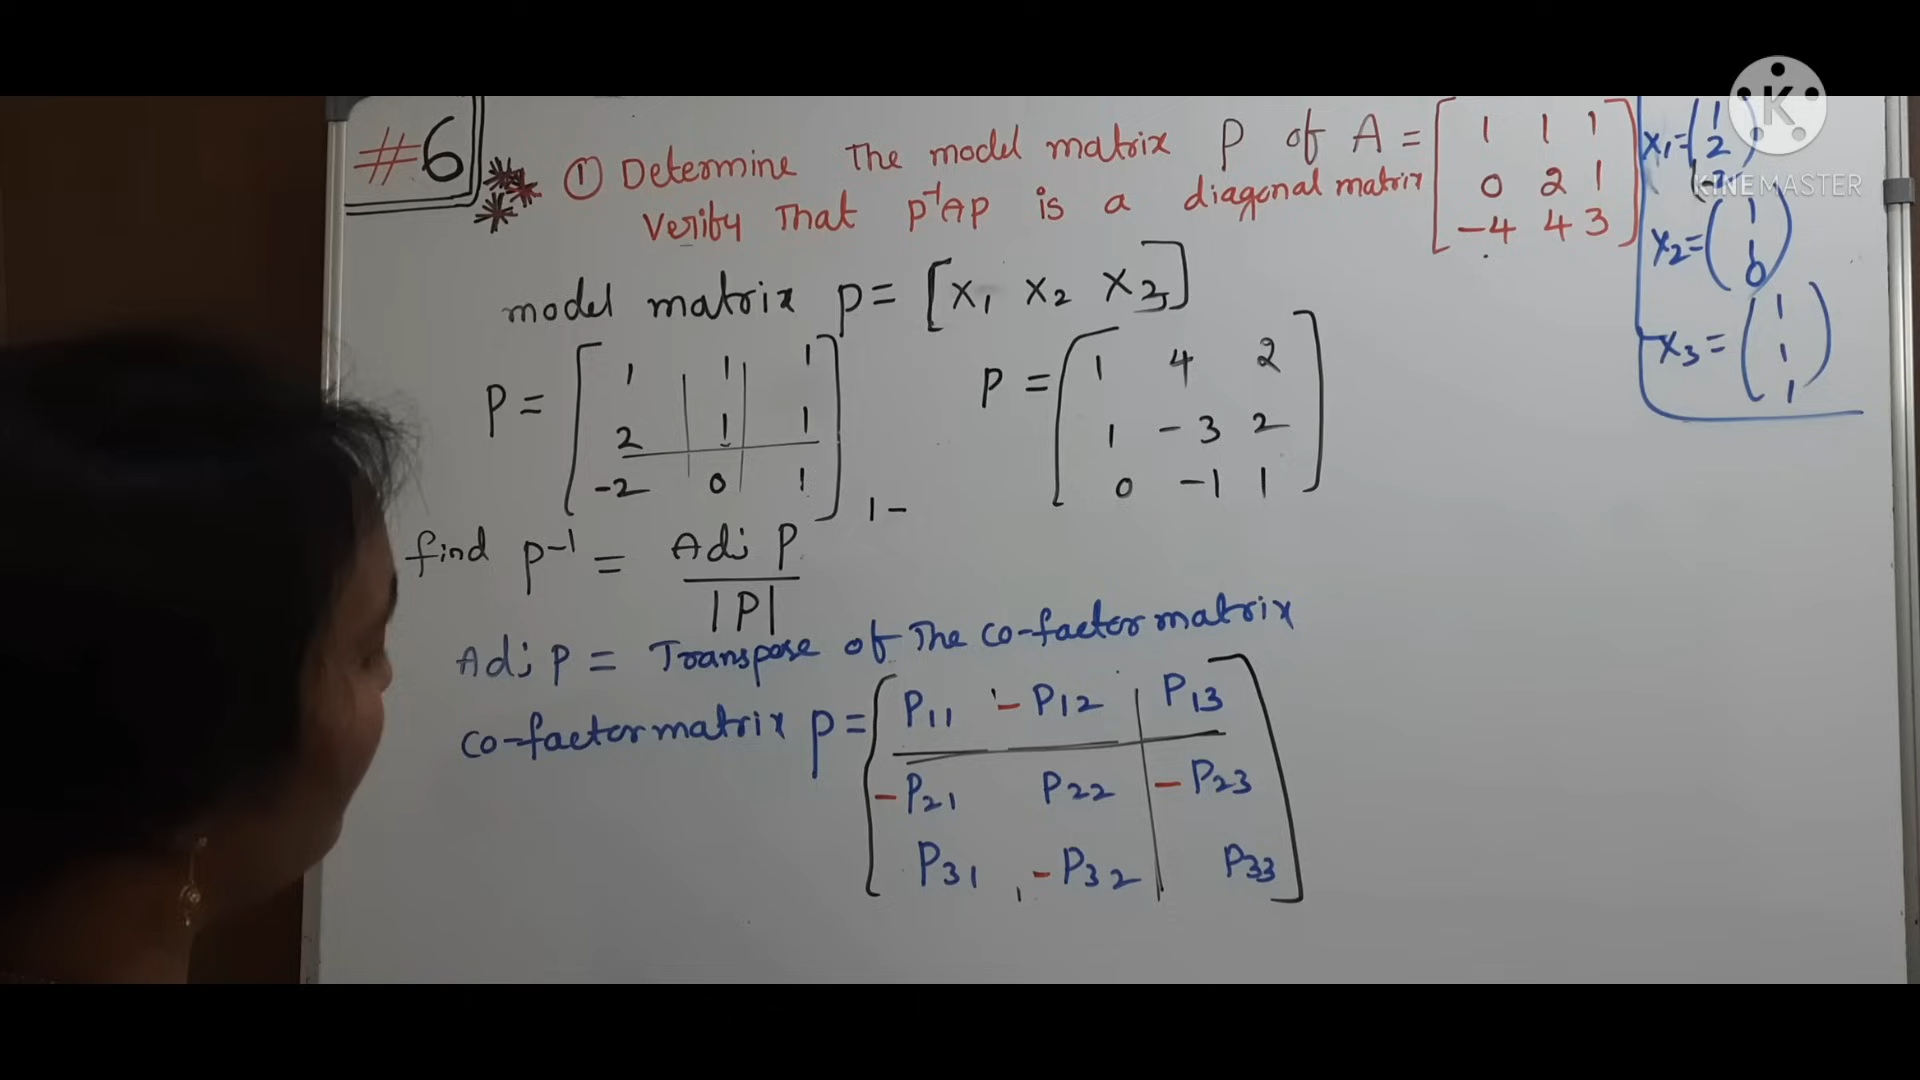 #6
① Determine The model matrix P of A = [1 1 1
0 2 1
-4 4 3]
Verify That P⁻¹AP is a diagonal matrix
x₁ = (1
2
K
KINEMASTER
x₂ = (1
1
0)
x₃ = (1
1
1)
model matrix P = [x₁ x₂ x₃]
P = [1 1 1
2 1 1
-2 0 1]
P = [1 4 2
1 -3 2
0 -1 1]
1 -
find P⁻¹ = Adj P
|P|
Adj P = Transpose of The co-factor matrix
co-factor matrix P = [P₁₁ -P₁₂ P₁₃
-P₂₁ P₂₂ -P₂₃
P₃₁ -P₃₂ P₃₃]